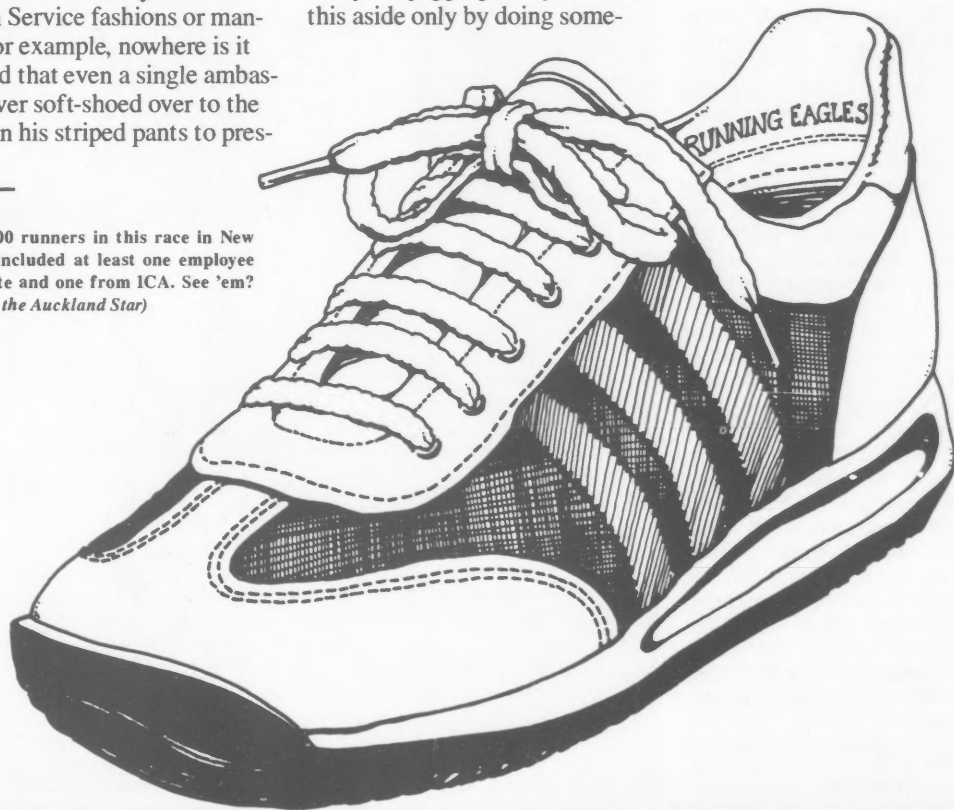 n Service fashions or man-
or example, nowhere is it
d that even a single ambas-
ver soft-shoed over to the
n his striped pants to pres-
00 runners in this race in New
ncluded at least one employee
te and one from ICA. See 'em?
the Auckland Star)
this aside only by doing some-
RUNNING EAGLES